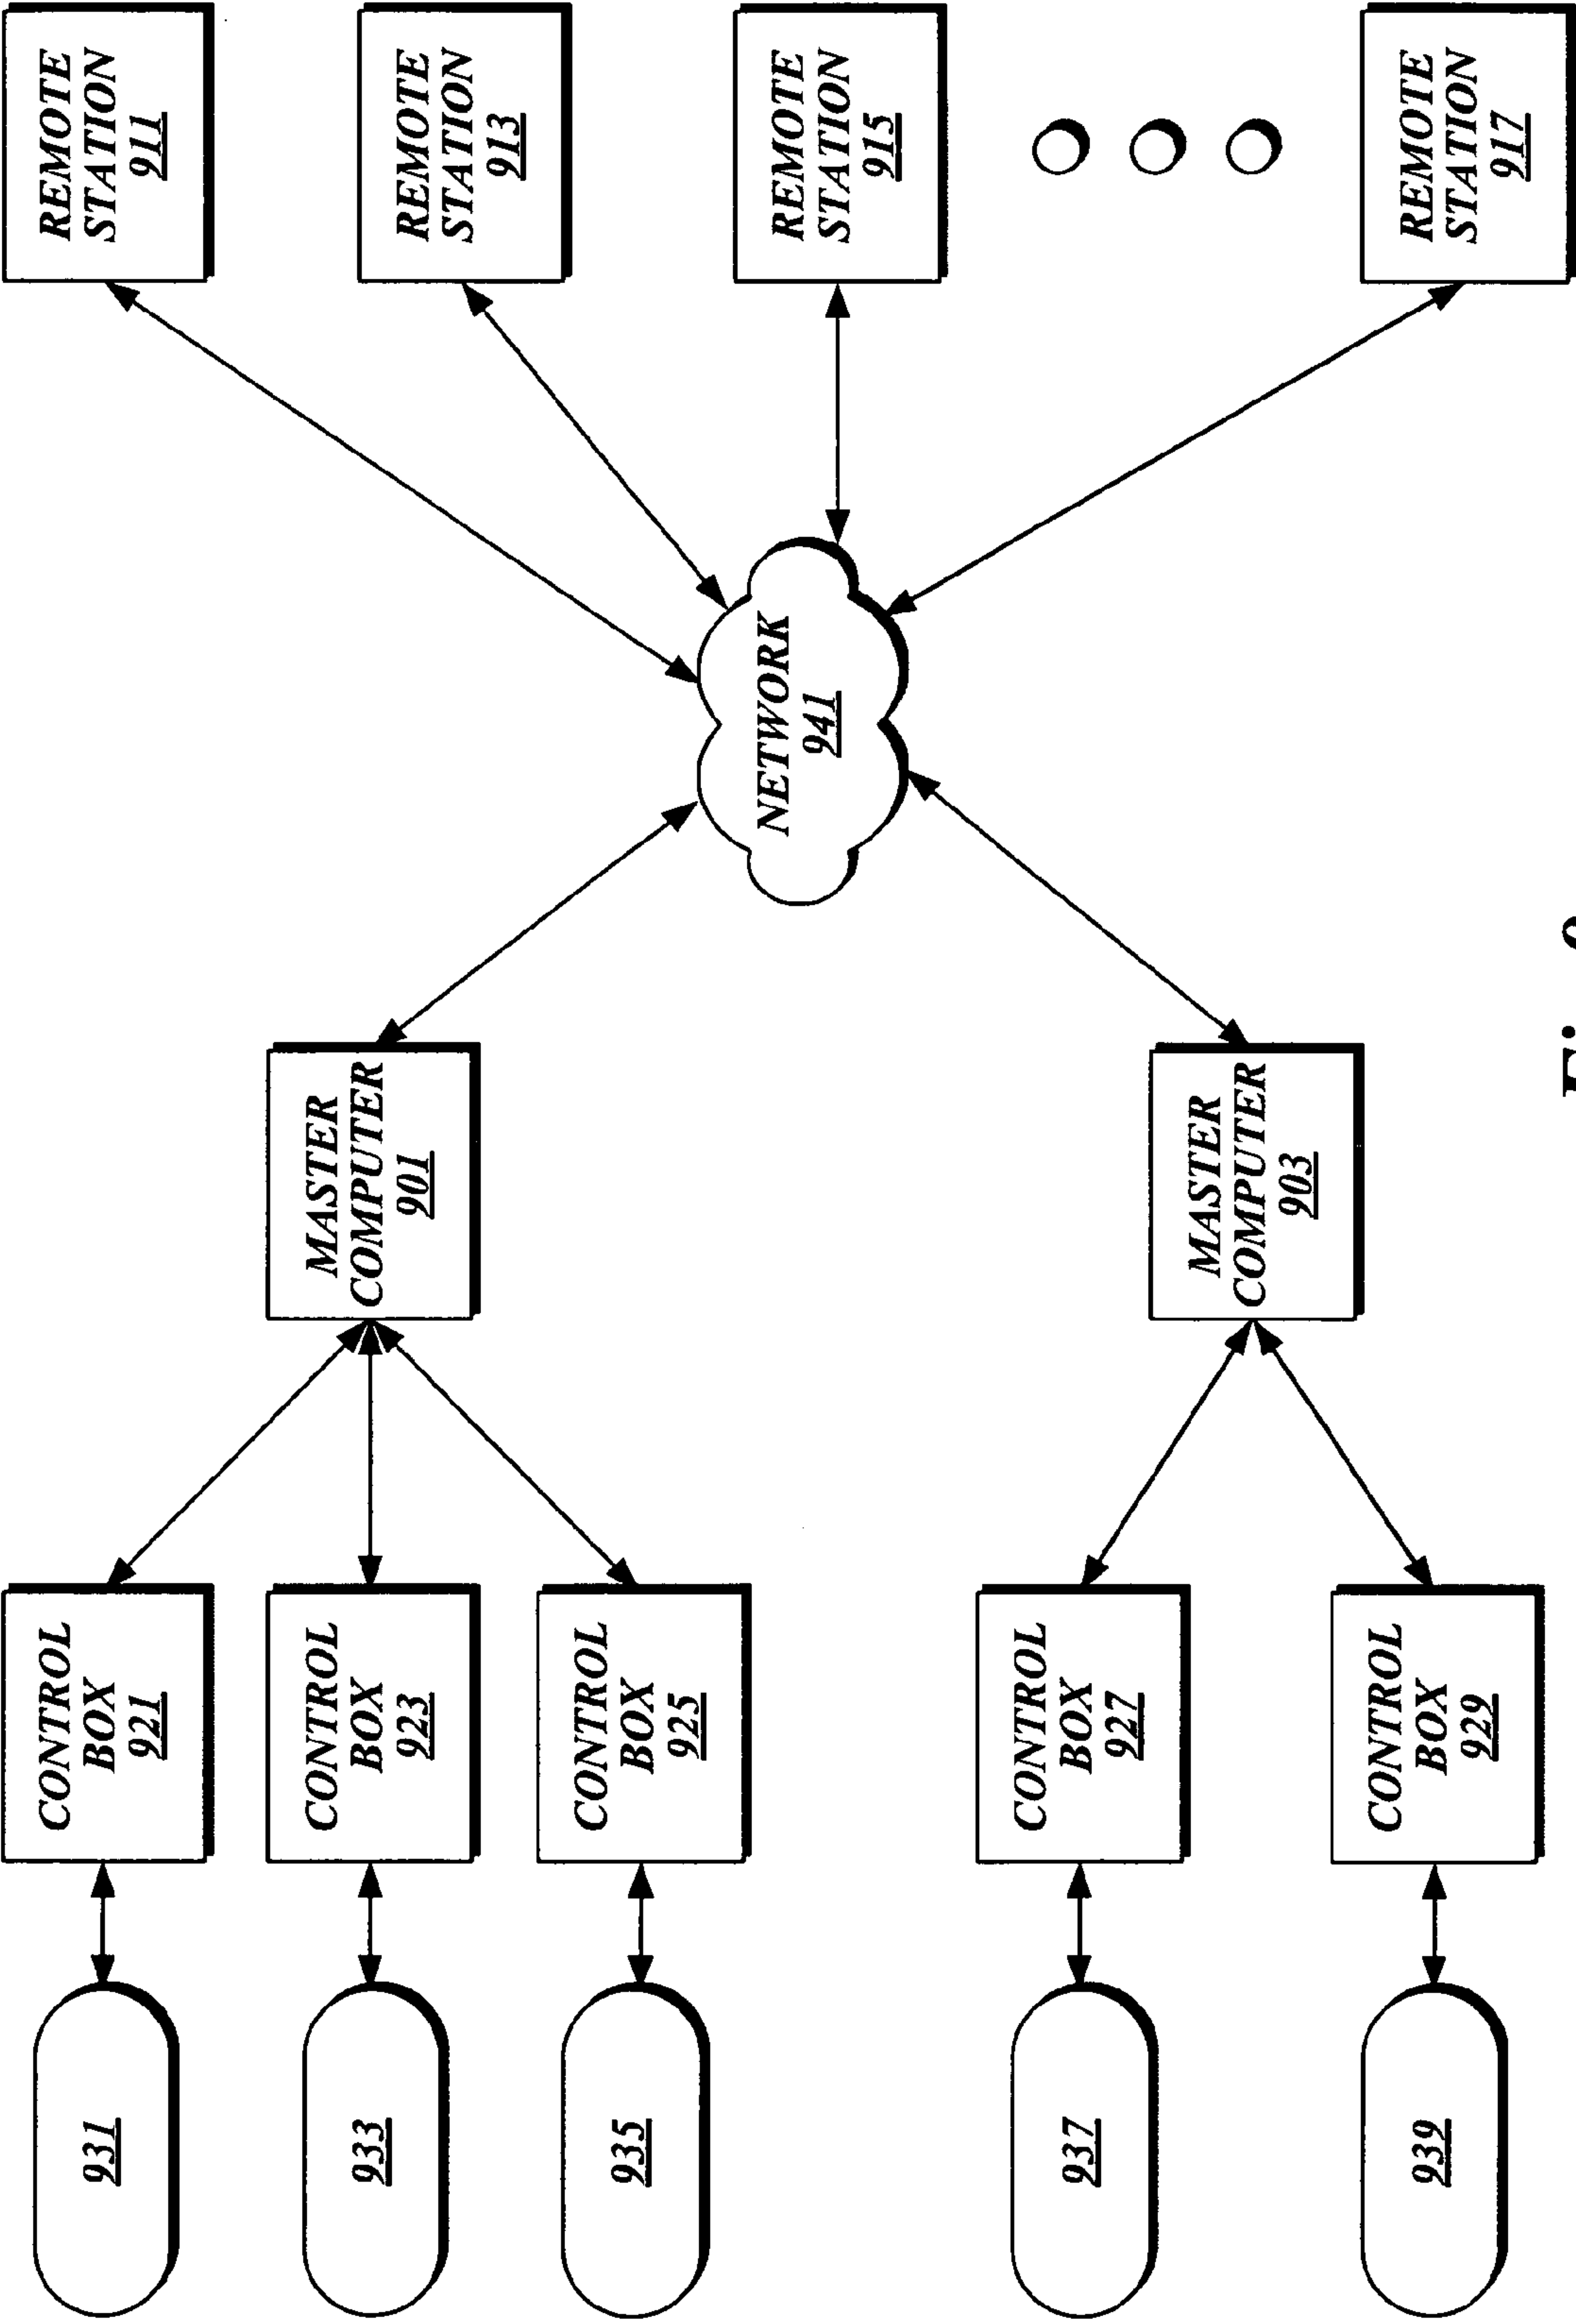 REMOTE
STATION
911
REMOTE
STATION
913
REMOTE
STATION
915
REMOTE
STATION
917
NETWORK
941
MASTER
COMPUTER
901
MASTER
COMPUTER
903
CONTROL
BOX
921
CONTROL
BOX
923
CONTROL
BOX
925
CONTROL
BOX
927
CONTROL
BOX
929
931
933
935
937
939